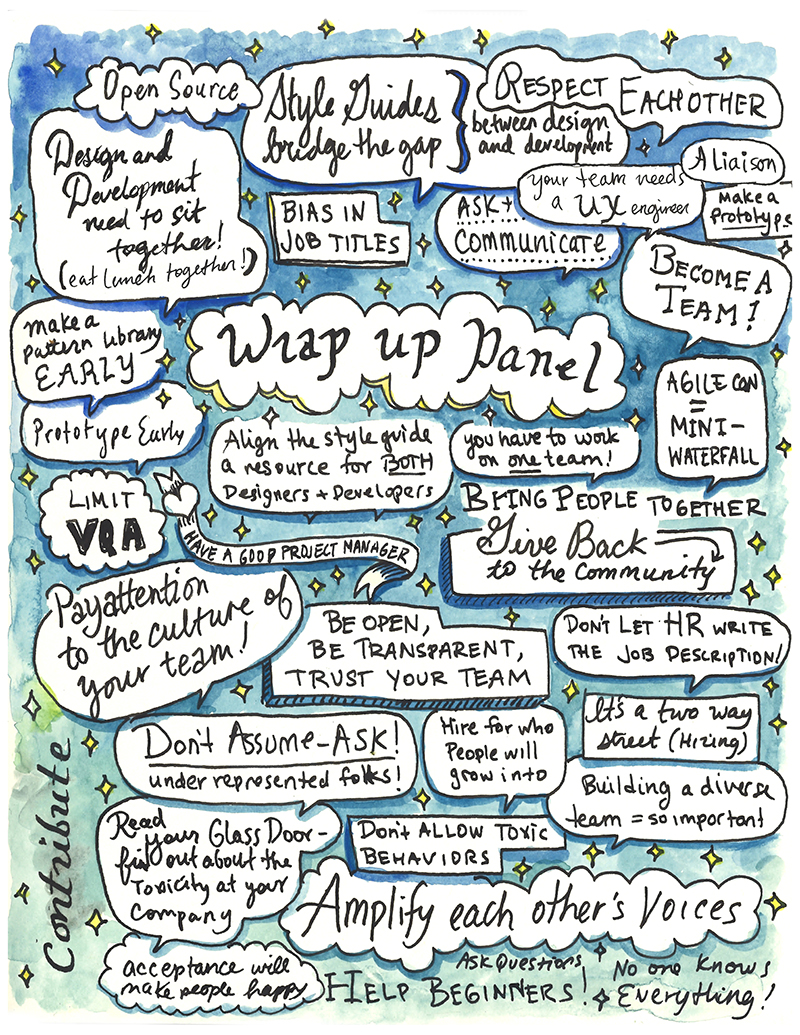 Open Source
Style Guides
bridge the gap
between design
and development
RESPECT EACH OTHER
Design and
Development
need to sit
together!
(eat lunch together!)
BIAS IN
JOB TITLES
ASK +
COMMUNICATE
your team needs
a UX engineer
A liaison
make a
prototype
BECOME A
TEAM!
make a
pattern library
EARLY
Wrap up Panel
AGILE CAN
=
MINI-
WATERFALL
Prototype Early
Align the style guide
a resource for BOTH
Designers + Developers
you have to work
on one team!
LIMIT
VQA
HAVE A GOOD PROJECT MANAGER
BRING PEOPLE TOGETHER
Give Back
to the community
Pay attention
to the culture of
your team!
BE OPEN,
BE TRANSPARENT,
TRUST YOUR TEAM
DON'T LET HR WRITE
THE JOB DESCRIPTION!
It's a two way
street (Hiring)
Don't ASSUME-ASK!
under represented folks!
Hire for who
People will
grow into
Building a diverse
team = so important
Contribute
Read
your Glass Door-
fin out about the
Toxicity at your
Company
Don't ALLOW TOXIC
BEHAVIORS
Amplify each other's Voices
acceptance will
make people happy
HELP BEGINNERS!
ASK Questions
No one knows
Everything!